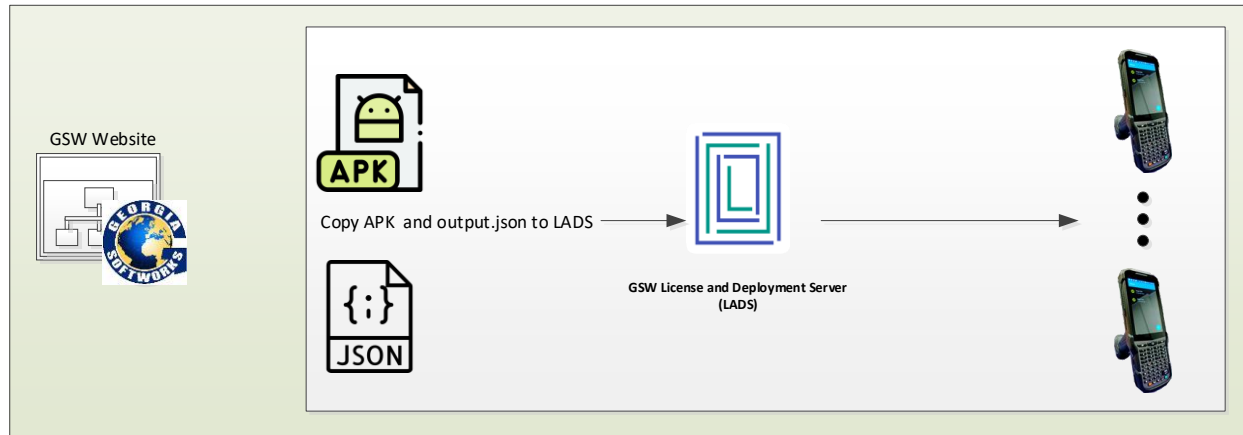 GSW Website
GEORGIA
SOFTWORKS
APK
Copy APK  and output.json to LADS
{;}
JSON
GSW License and Deployment Server
(LADS)